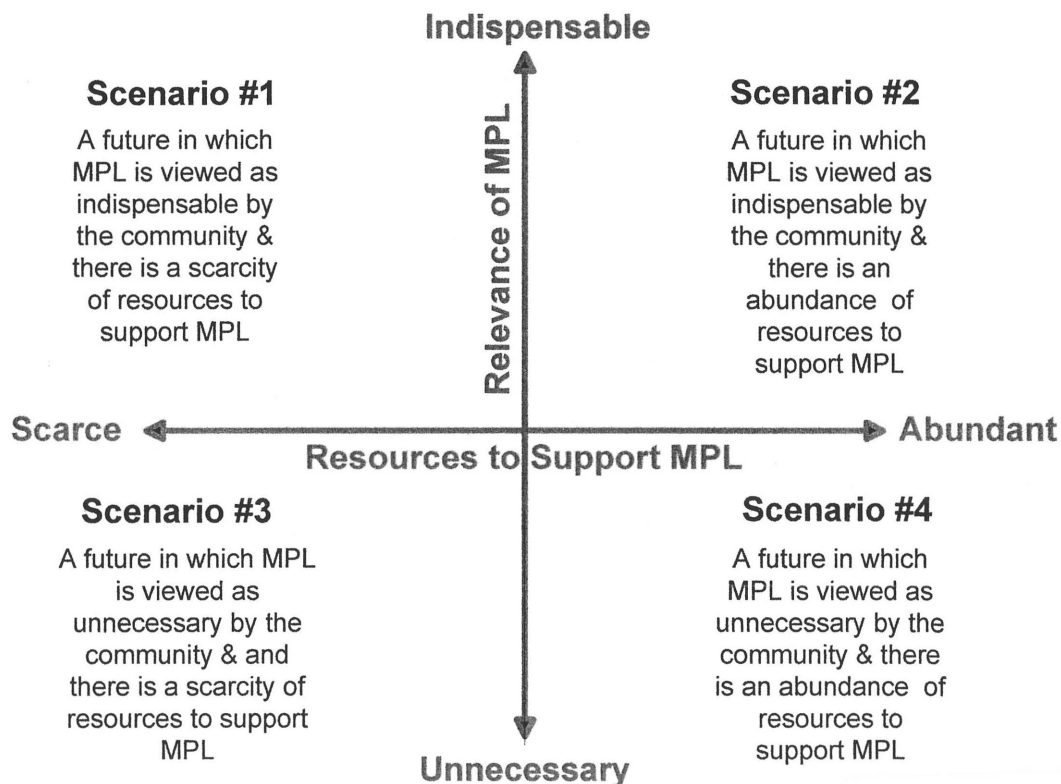 Indispensable
Scenario #1
A future in which
MPL is viewed as
indispensable by
the community &
there is a scarcity
of resources to
support MPL
Relevance of MPL
Scenario #2
A future in which
MPL is viewed as
indispensable by
the community &
there is an
abundance of
resources to
support MPL
Scarce
Abundant
Resources to Support MPL
Scenario #3
A future in which MPL
is viewed as
unnecessary by the
community & and
there is a scarcity of
resources to support
MPL
Scenario #4
A future in which
MPL is viewed as
unnecessary by the
community & there
is an abundance of
resources to
support MPL
Unnecessary